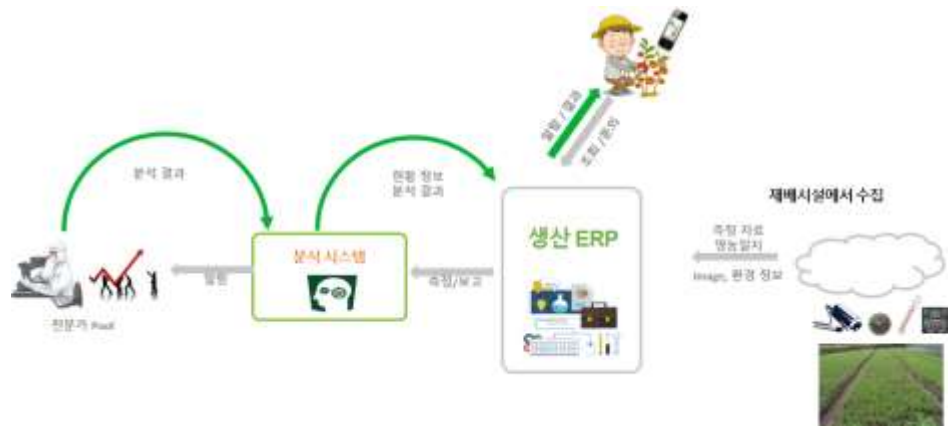 알람 / 결과
조회 / 문의
분석 결과
현황 정보
분석 결과
재배시설에서 수집
생산 ERP
측정 자료
영농일지
Image, 환경 정보
분석 시스템
알람
측정/보고
전문가 Pool